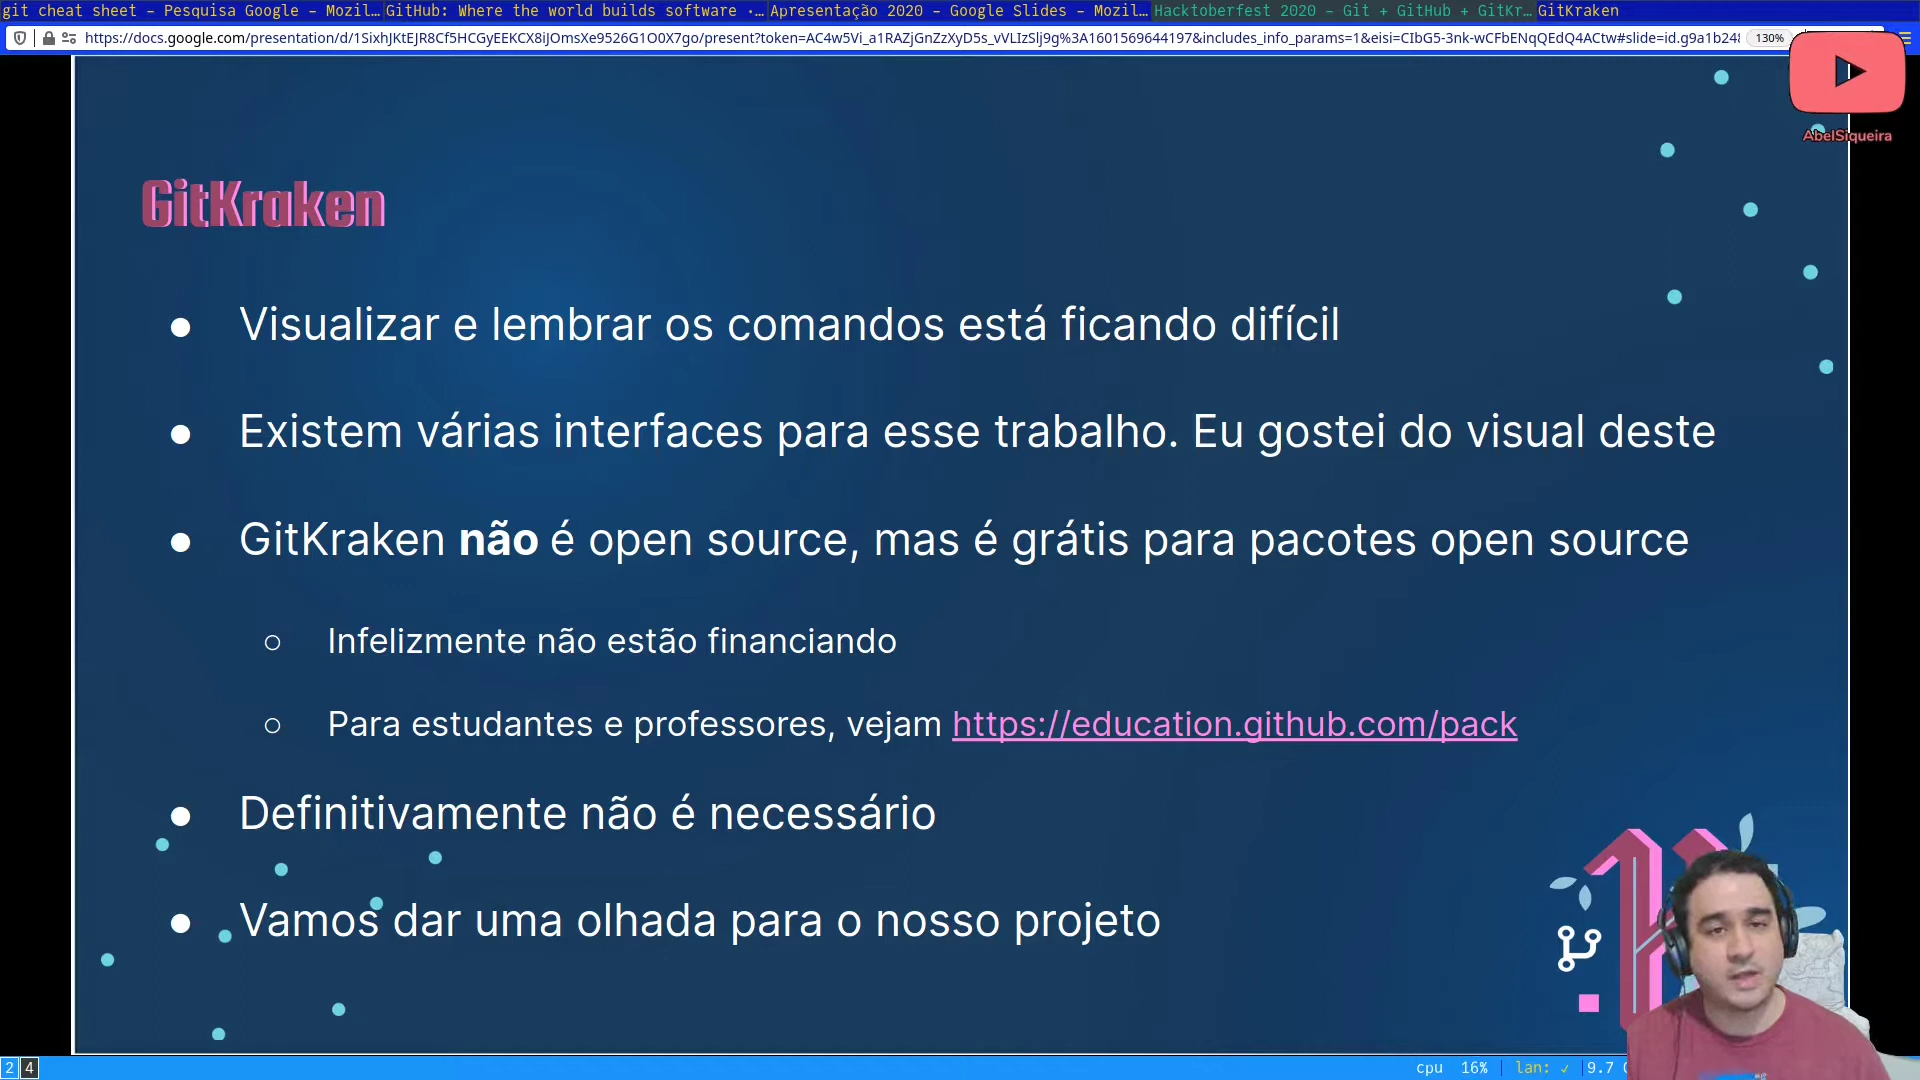 git cheat sheet - Pesquisa Google - Mozil… GitHub: Where the world builds software ·… Apresentação 2020 - Google Slides - Mozil… Hacktoberfest 2020 - Git + GitHub + GitKr… GitKraken
https://docs.google.com/presentation/d/1SixhJKtEJR8Cf5HCGyEEKCX8iJOmsXe9526G1O0X7go/present?token=AC4w5Vi_a1RAZjGnZzXyD5s_vVLIzSlj9g%3A1601569644197&includes_info_params=1&eisi=CIbG5-3nk-wCFbENqQEdQ4ACtw#slide=id.g9a1b248 130%
AbelSiqueira
GitKraken
● Visualizar e lembrar os comandos está ficando difícil
● Existem várias interfaces para esse trabalho. Eu gostei do visual deste
● GitKraken não é open source, mas é grátis para pacotes open source
○ Infelizmente não estão financiando
○ Para estudantes e professores, vejam https://education.github.com/pack
● Definitivamente não é necessário
● Vamos dar uma olhada para o nosso projeto
2 4 cpu 16% lan: ✓ 9.7